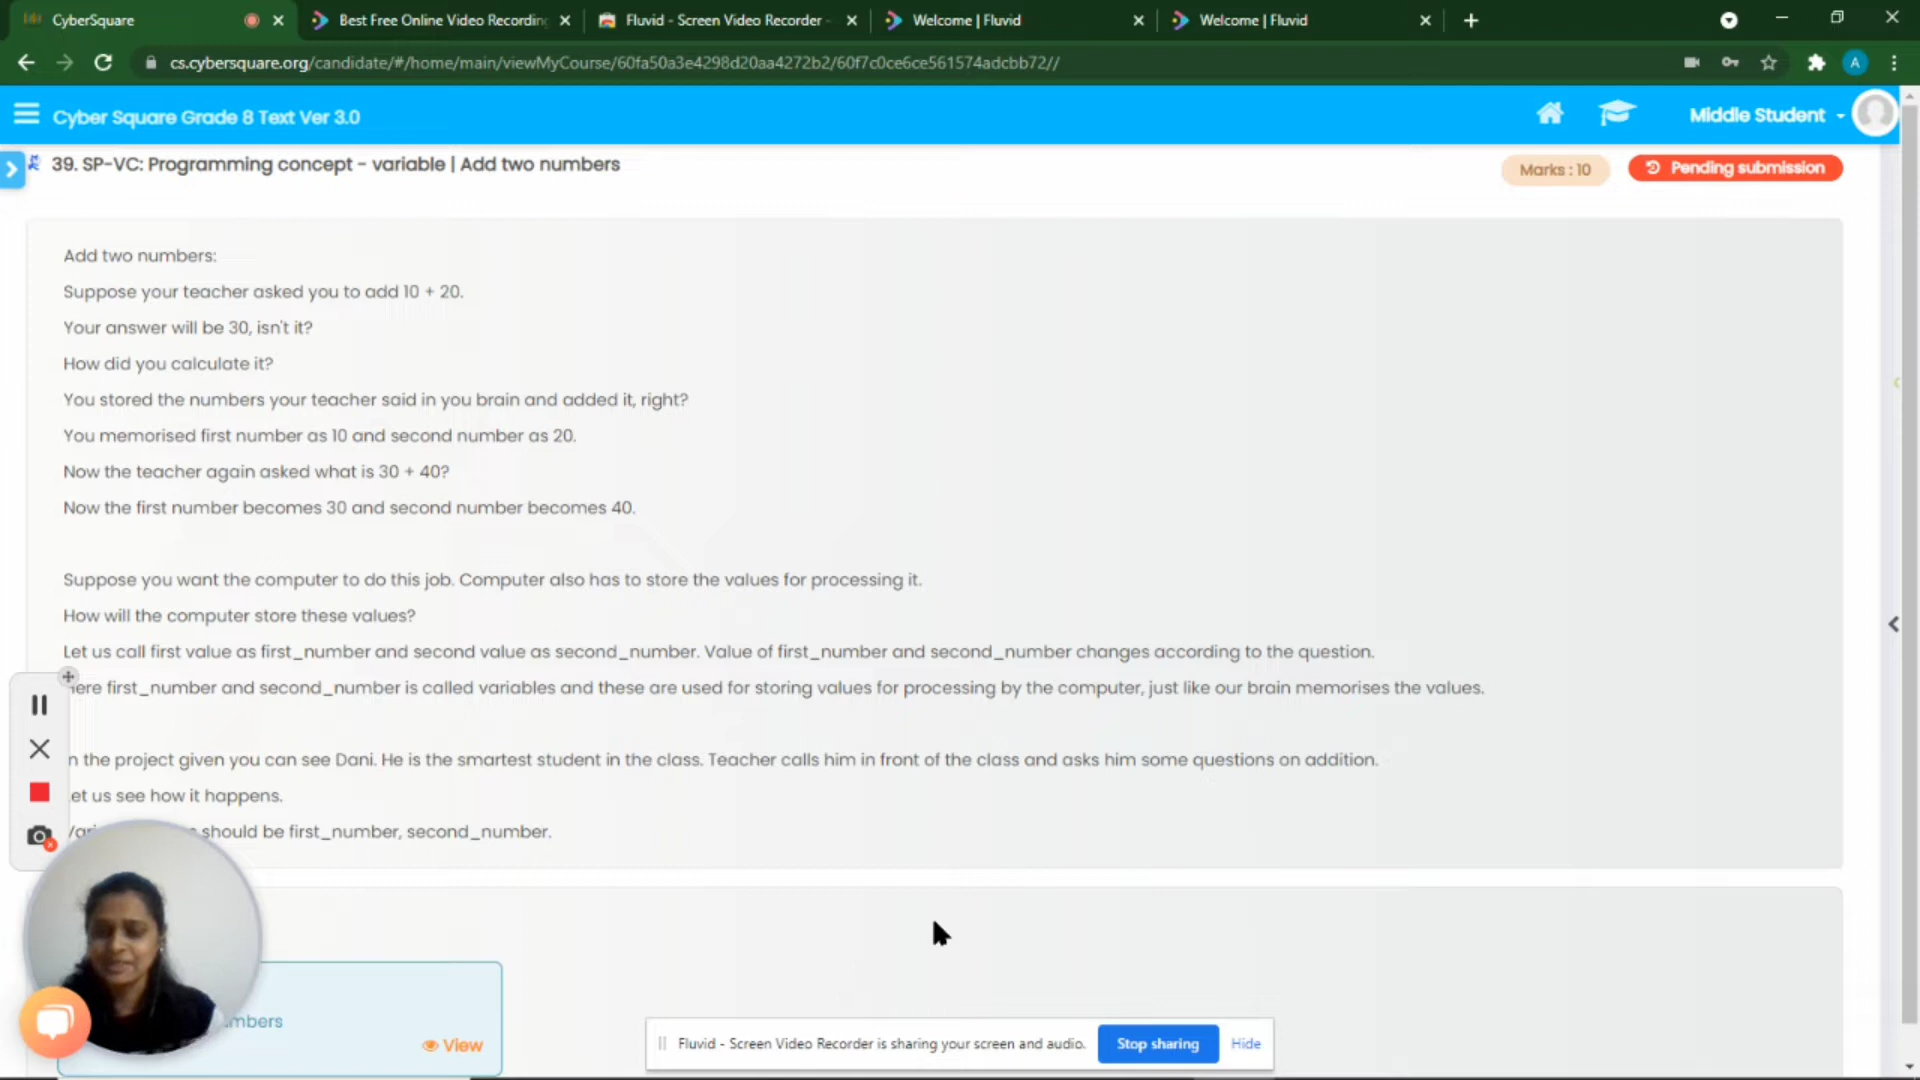 CyberSquare
Best Free Online Video Recording
Fluvid - Screen Video Recorder -
Welcome | Fluvid
Welcome | Fluvid
cs.cybersquare.org/candidate/#/home/main/viewMyCourse/60fa50a3e4298d20aa4272b2/60f7c0ce6ce561574adcbb72//
A
Cyber Square Grade 8 Text Ver 3.0
Middle Student
39. SP-VC: Programming concept - variable | Add two numbers
Marks : 10
Pending submission
Add two numbers:
Suppose your teacher asked you to add 10 + 20.
Your answer will be 30, isn't it?
How did you calculate it?
You stored the numbers your teacher said in you brain and added it, right?
You memorised first number as 10 and second number as 20.
Now the teacher again asked what is 30 + 40?
Now the first number becomes 30 and second number becomes 40.
Suppose you want the computer to do this job. Computer also has to store the values for processing it.
How will the computer store these values?
Let us call first value as first_number and second value as second_number. Value of first_number and second_number changes according to the question.
ere first_number and second_number is called variables and these are used for storing values for processing by the computer, just like our brain memorises the values.
n the project given you can see Dani. He is the smartest student in the class. Teacher calls him in front of the class and asks him some questions on addition.
et us see how it happens.
should be first_number, second_number.
mbers
View
Fluvid - Screen Video Recorder is sharing your screen and audio.
Stop sharing
Hide